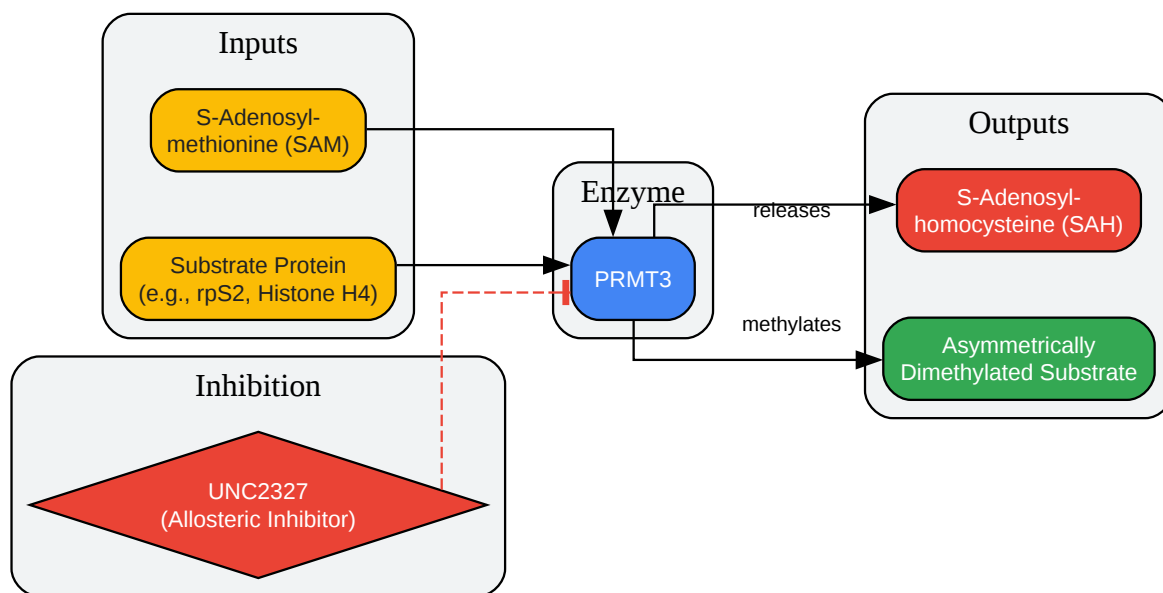 Inputs
S-Adenosyl-
methionine (SAM)
Substrate Protein
(e.g., rpS2, Histone H4)
Enzyme
PRMT3
releases
methylates
Outputs
S-Adenosyl-
homocysteine (SAH)
Asymmetrically
Dimethylated Substrate
Inhibition
UNC2327
(Allosteric Inhibitor)